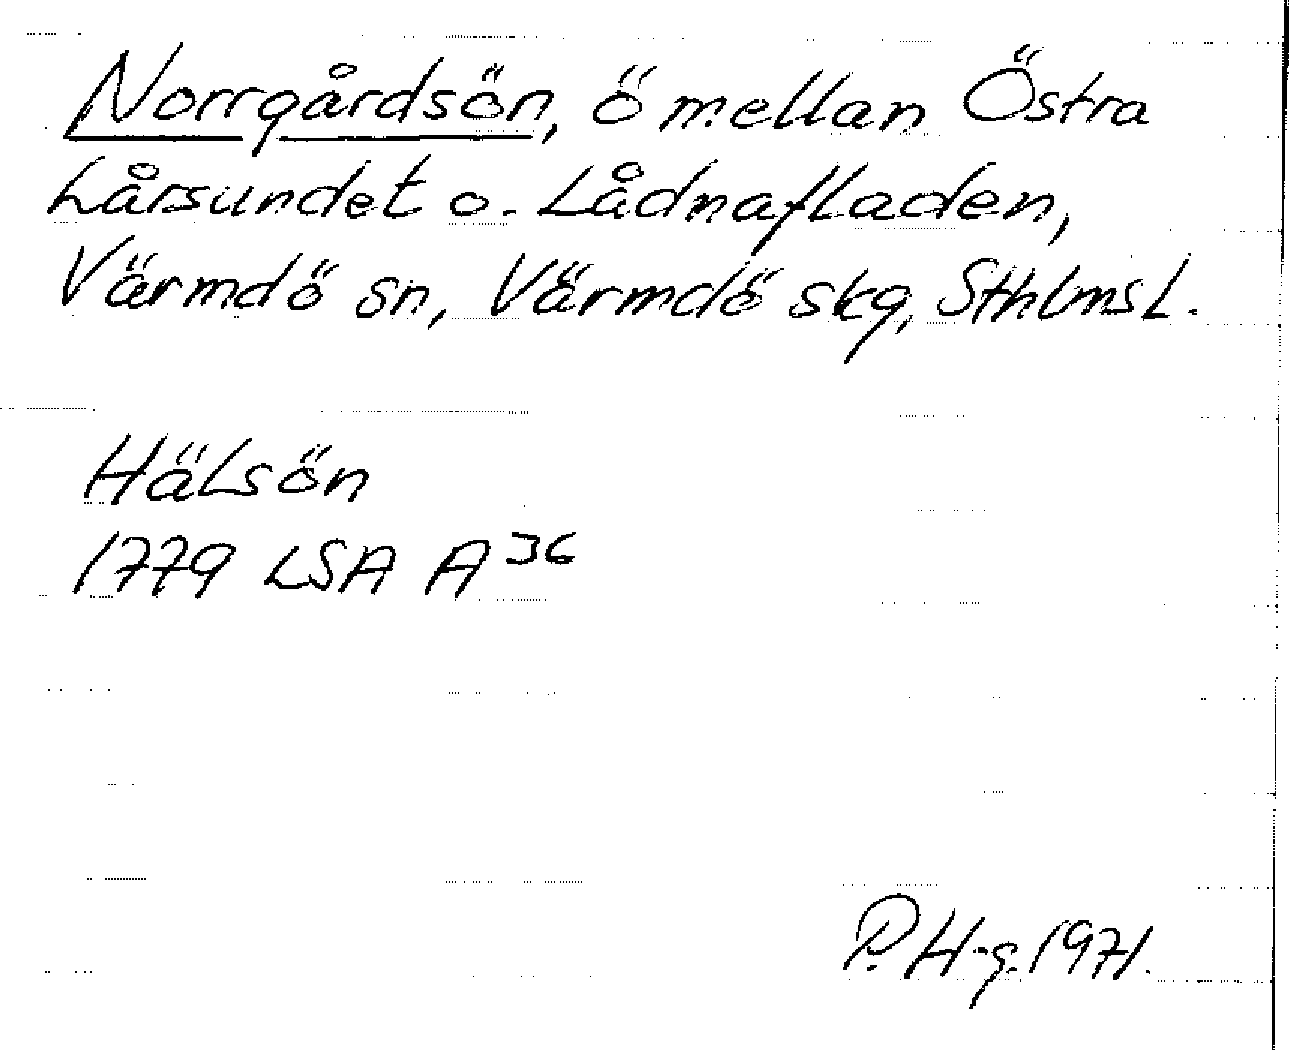 Norrgårdsön, ö mellan Östra
Lårsundet o. Lådnafladen,
Värmdö sn, Värmdö skg, Sthlms L.
Hälsön
1779 LSA A 36
P. H-g. 1971.